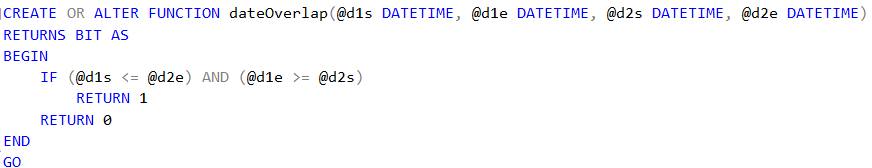 CREATE OR ALTER FUNCTION dateOverlap(@d1s DATETIME, @d1e DATETIME, @d2s DATETIME, @d2e DATETIME)
RETURNS BIT AS
BEGIN
    IF (@d1s <= @d2e) AND (@d1e >= @d2s)
        RETURN 1
    RETURN 0
END
GO